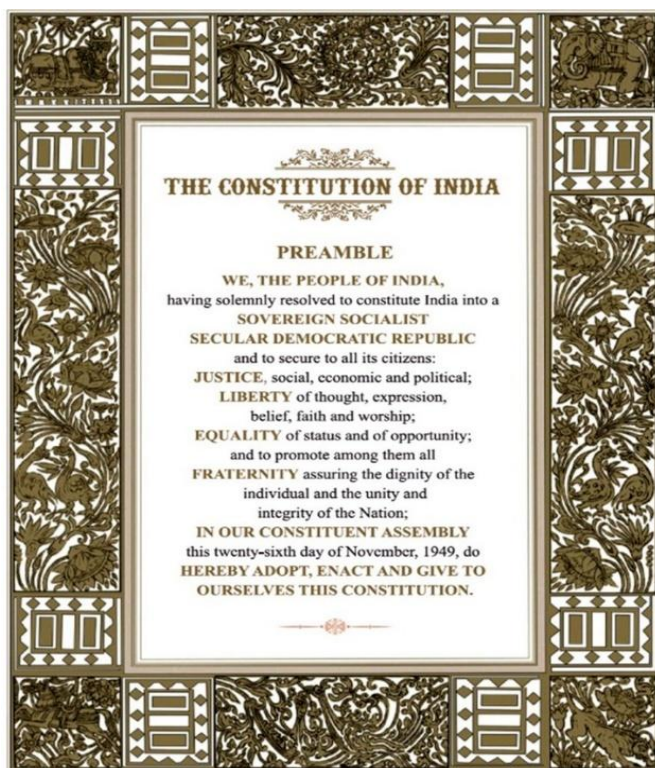 THE CONSTITUTION OF INDIA
PREAMBLE
WE, THE PEOPLE OF INDIA,
having solemnly resolved to constitute India into a
SOVEREIGN SOCIALIST
SECULAR DEMOCRATIC REPUBLIC
and to secure to all its citizens:
JUSTICE, social, economic and political;
LIBERTY of thought, expression,
belief, faith and worship;
EQUALITY of status and of opportunity;
and to promote among them all
FRATERNITY assuring the dignity of the
individual and the unity and
integrity of the Nation;
IN OUR CONSTITUENT ASSEMBLY
this twenty-sixth day of November, 1949, do
HEREBY ADOPT, ENACT AND GIVE TO
OURSELVES THIS CONSTITUTION.